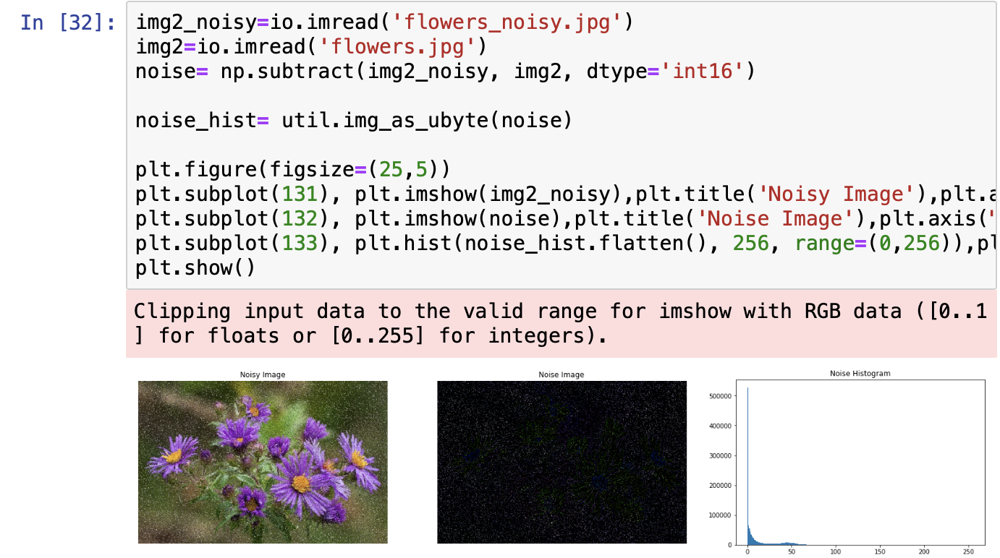 In [32]:
img2_noisy=io.imread('flowers_noisy.jpg')
img2=io.imread('flowers.jpg')
noise= np.subtract(img2_noisy, img2, dtype='int16')
noise_hist= util.img_as_ubyte(noise)
plt.figure(figsize=(25,5))
plt.subplot(131), plt.imshow(img2_noisy),plt.title('Noisy Image'),plt.a
plt.subplot(132), plt.imshow(noise),plt.title('Noise Image'),plt.axis('
plt.subplot(133), plt.hist(noise_hist.flatten(), 256, range=(0,256)),pl
plt.show()
Clipping input data to the valid range for imshow with RGB data ([0..1
] for floats or [0..255] for integers).
Noisy Image
Noise Image
Noise Histogram
500000
400000
300000
200000
100000
0
0 50 100 150 200 250